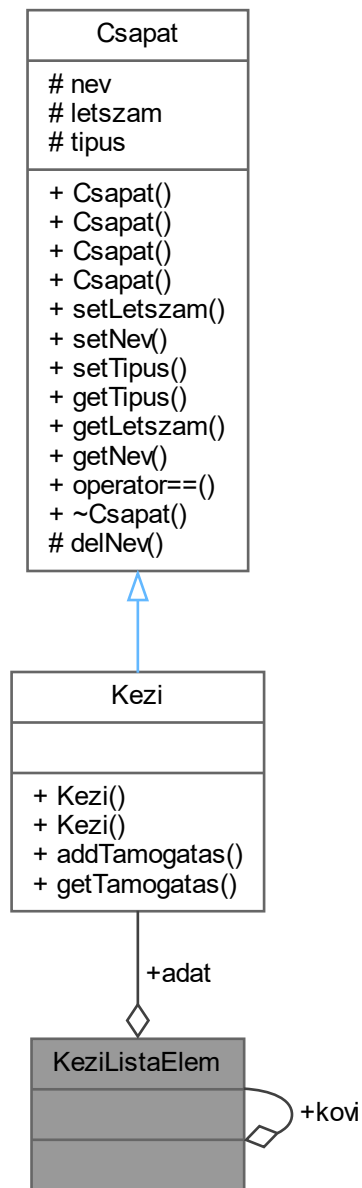 Csapat
# nev
# letszam
# tipus
+ Csapat()
+ Csapat()
+ Csapat()
+ Csapat()
+ setLetszam()
+ setNev()
+ setTipus()
+ getTipus()
+ getLetszam()
+ getNev()
+ operator==()
+ ~Csapat()
# delNev()
Kezi
+ Kezi()
+ Kezi()
+ addTamogatas()
+ getTamogatas()
+adat
KeziListaElem
+kovi